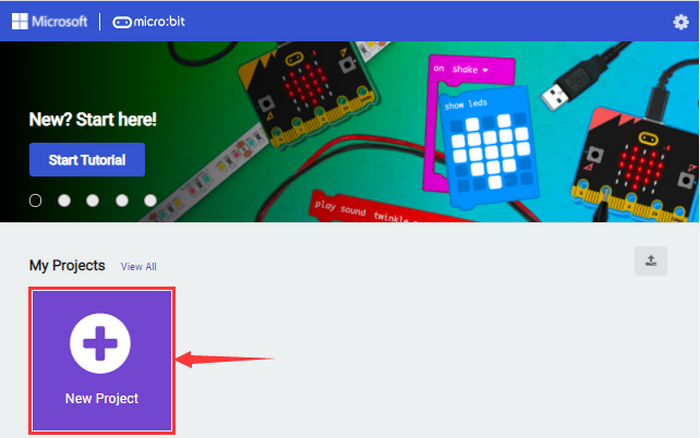 Microsoft
micro:bit
on shake
show leds
New? Start here!
Start Tutorial
play sound twinkle
My Projects
View All
New Project